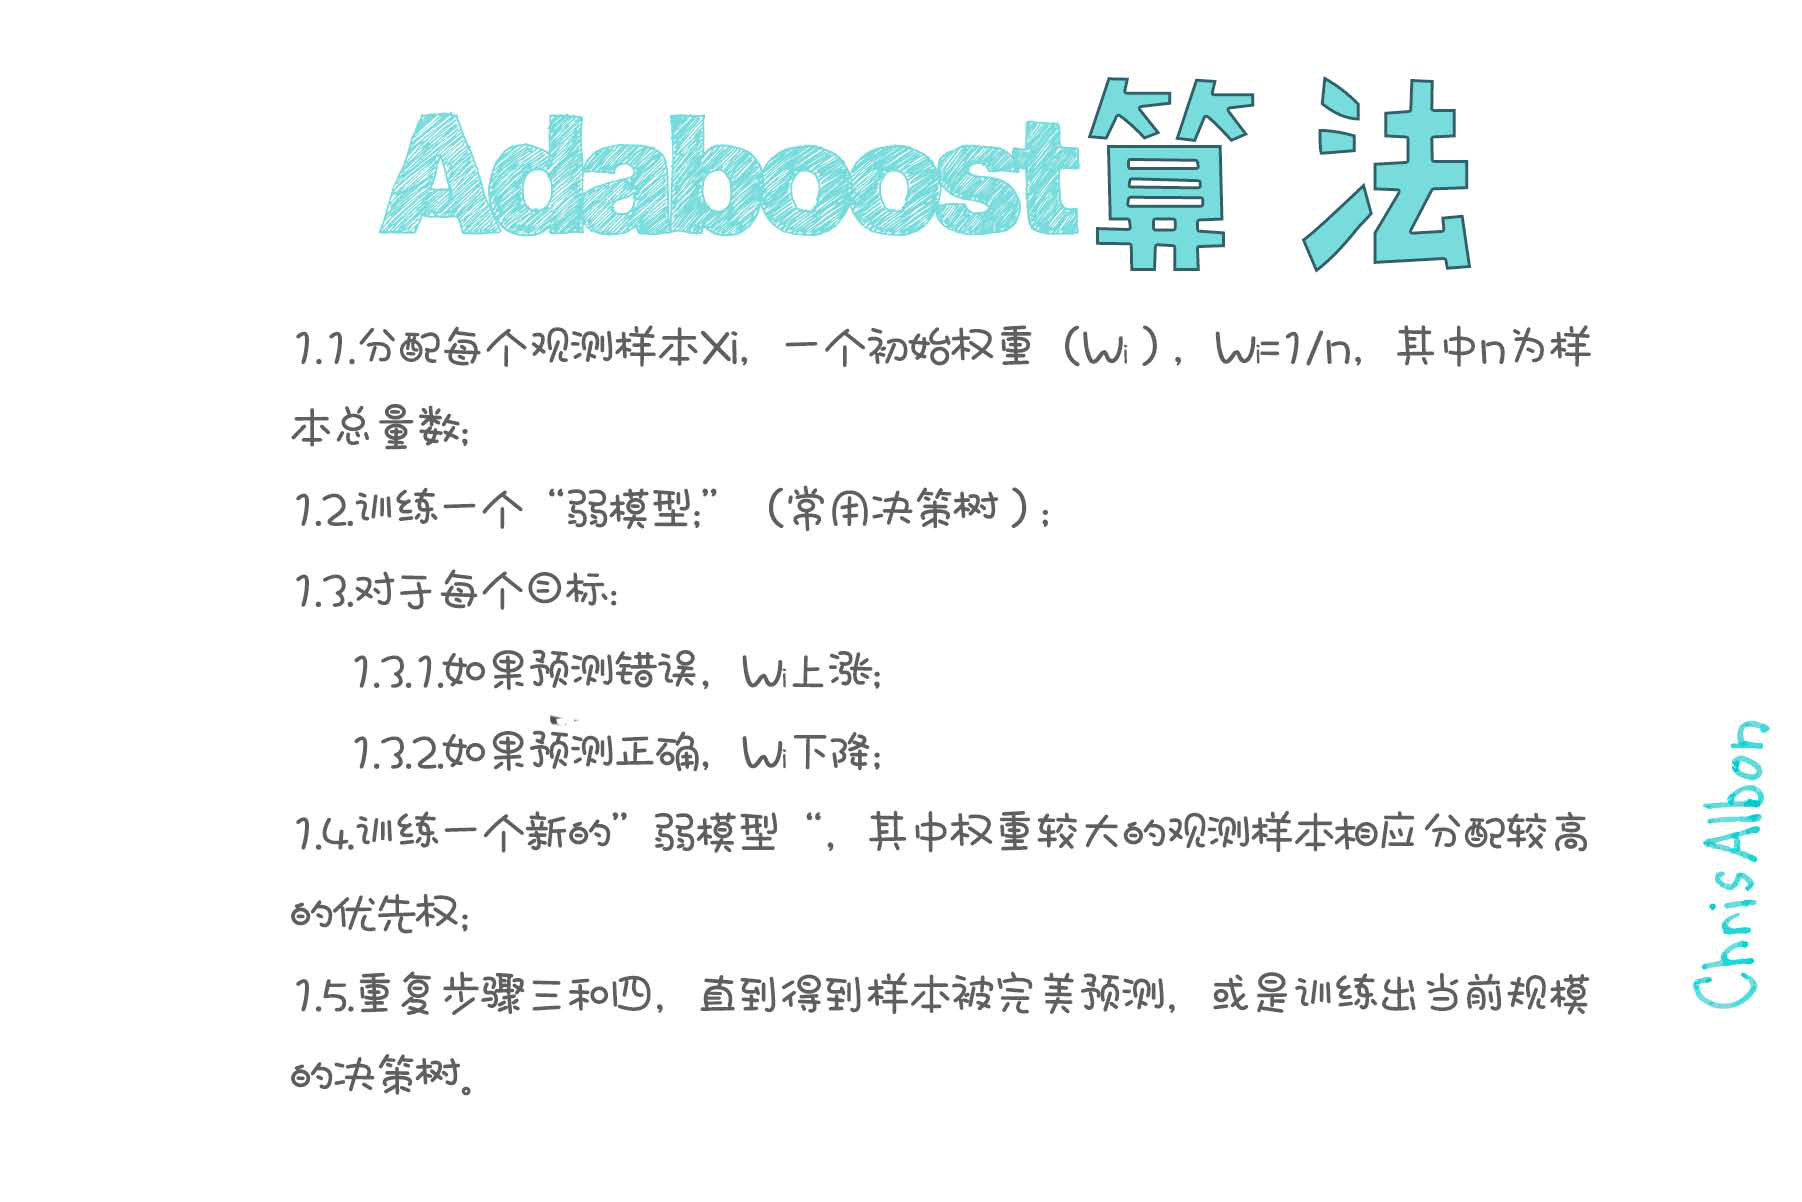 Adaboost算法
1.1.分配每个观测样本Xi，一个初始权重（Wi），Wi=1/n，其中n为样
本总量数；
1.2.训练一个“弱模型；”（常用决策树）；
1.3.对于每个目标：
1.3.1.如果预测错误，Wi上涨；
1.3.2.如果预测正确，Wi下降；
1.4.训练一个新的”弱模型“，其中权重较大的观测样本相应分配较高
的优先权；
1.5.重复步骤三和四，直到得到样本被完美预测，或是训练出当前规模
的决策树。
ChrisAlbon